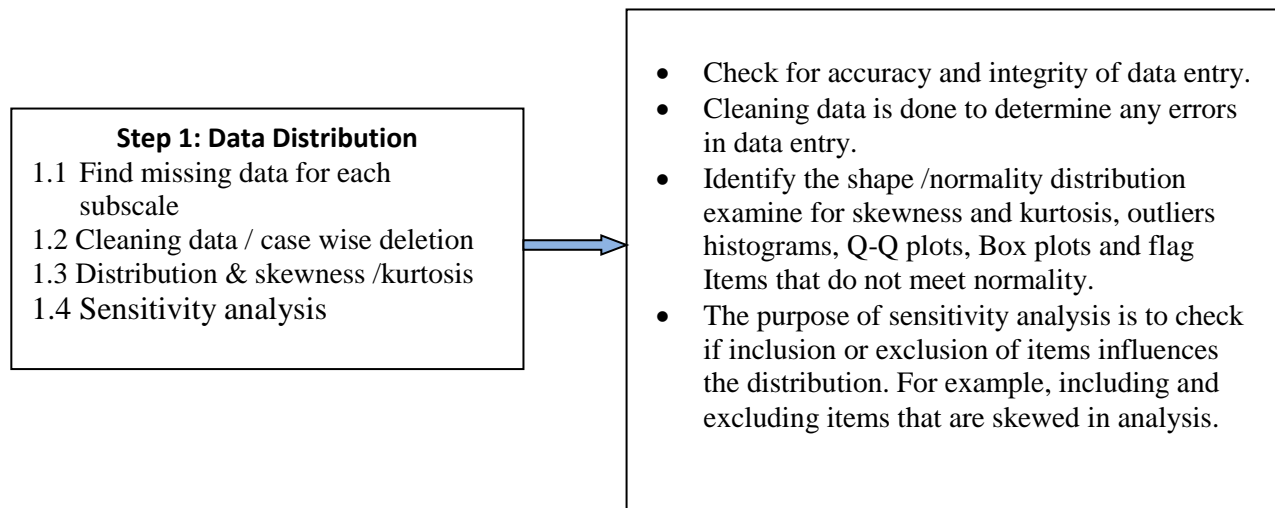 Step 1: Data Distribution
1.1 Find missing data for each
subscale
1.2 Cleaning data / case wise deletion
1.3 Distribution & skewness /kurtosis
1.4 Sensitivity analysis
• Check for accuracy and integrity of data entry.
• Cleaning data is done to determine any errors
in data entry.
• Identify the shape /normality distribution
examine for skewness and kurtosis, outliers
histograms, Q-Q plots, Box plots and flag
Items that do not meet normality.
• The purpose of sensitivity analysis is to check
if inclusion or exclusion of items influences
the distribution. For example, including and
excluding items that are skewed in analysis.